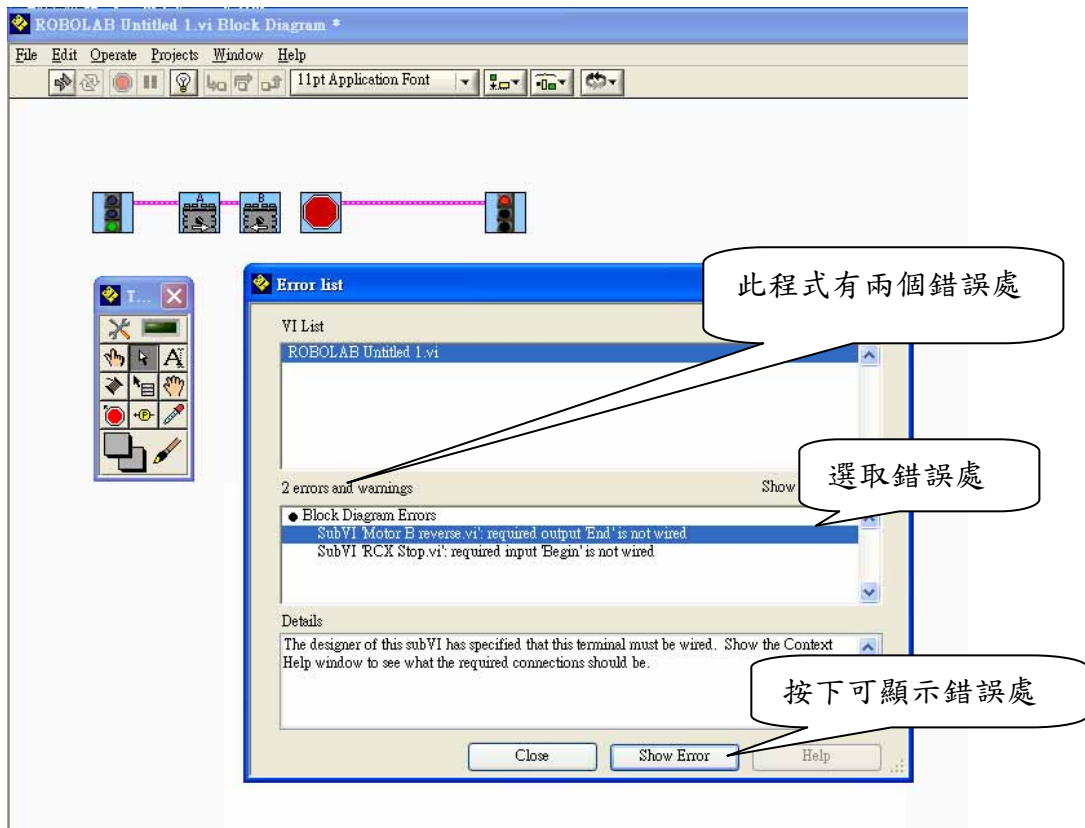 ROBOLAB Untitled 1.vi Block Diagram *
File Edit Operate Projects Window Help
11pt Application Font
A
B
T...
Error list
此程式有兩個錯誤處
VI List
ROBOLAB Untitled 1.vi
2 errors and warnings
Show
選取錯誤處
Block Diagram Errors
SubVI 'Motor B reverse.vi': required output 'End' is not wired
SubVI 'RCX Stop.vi': required input 'Begin' is not wired
Details
The designer of this subVI has specified that this terminal must be wired. Show the Context
Help window to see what the required connections should be.
按下可顯示錯誤處
Close Show Error Help